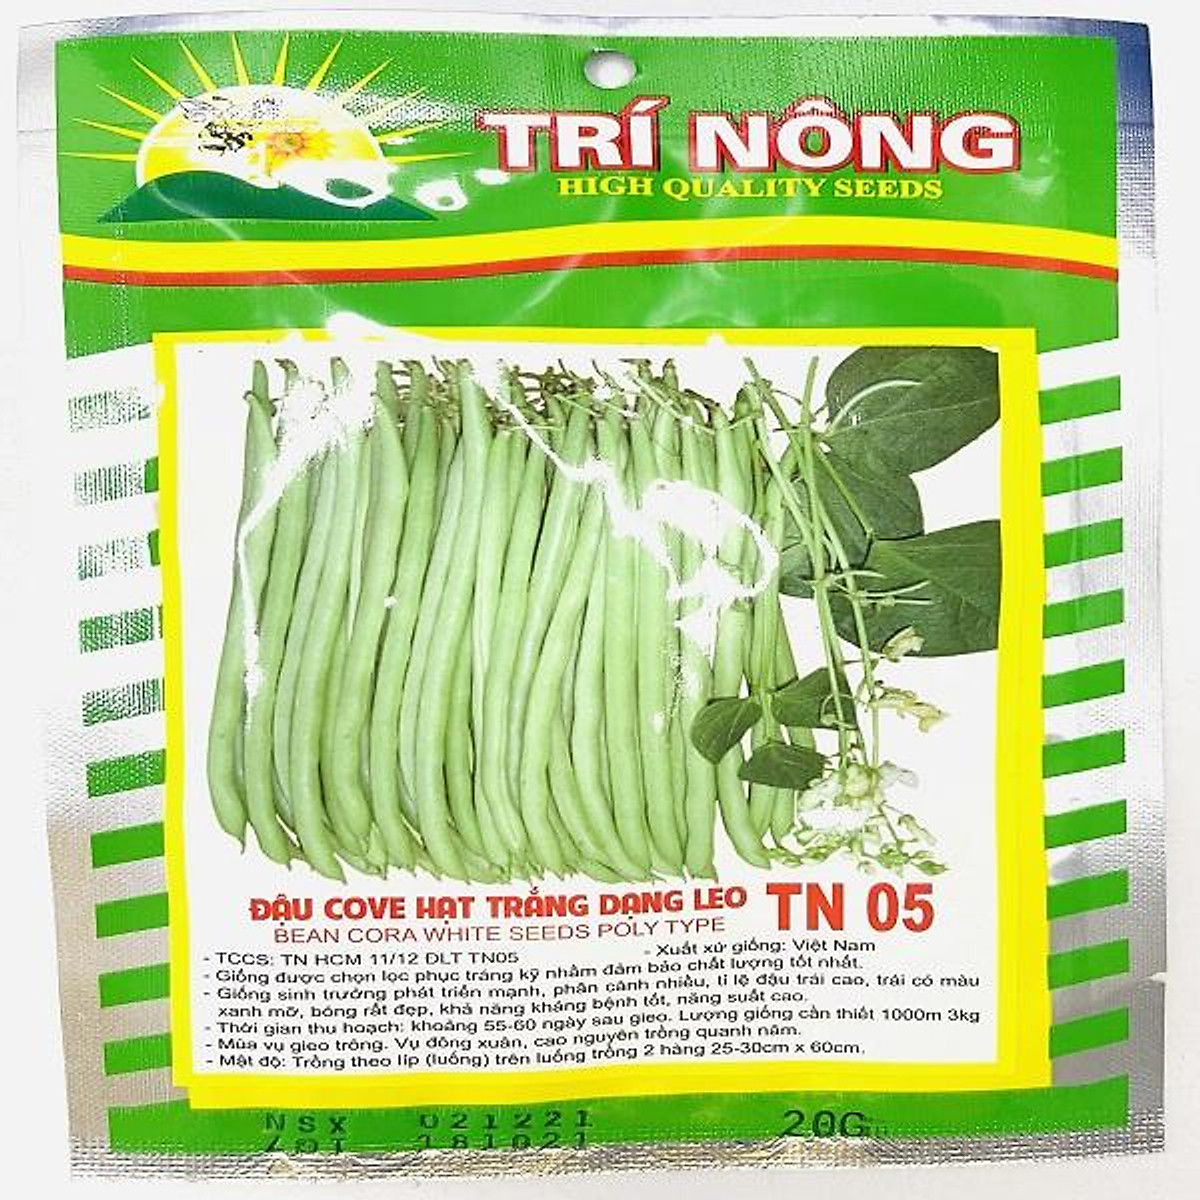 TRÍ NÔNG
HIGH QUALITY SEEDS
ĐẬU COVE HẠT TRẮNG DẠNG LEO TN 05
BEAN CORA WHITE SEEDS POLY TYPE
- TCCS: TN HCM 11/12 ĐLT TN05 - Xuất xứ giống: Việt Nam
- Giống được chọn lọc phục tráng kỹ nhằm đảm bảo chất lượng tốt nhất.
- Giống sinh trưởng phát triển mạnh, phân cành nhiều, tỉ lệ đậu trái cao, trái có màu
xanh mỡ, bóng rất đẹp, khả năng kháng bệnh tốt, năng suất cao.
- Thời gian thu hoạch: khoảng 55-60 ngày sau gieo. Lượng giống cần thiết 1000m 3kg
- Mùa vụ gieo trồng. Vụ đông xuân, cao nguyên trồng quanh năm.
- Mật độ: Trồng theo líp (luống) trên luống trồng 2 hàng 25-30cm x 60cm.
NSX 021221 20G
LOT 181021